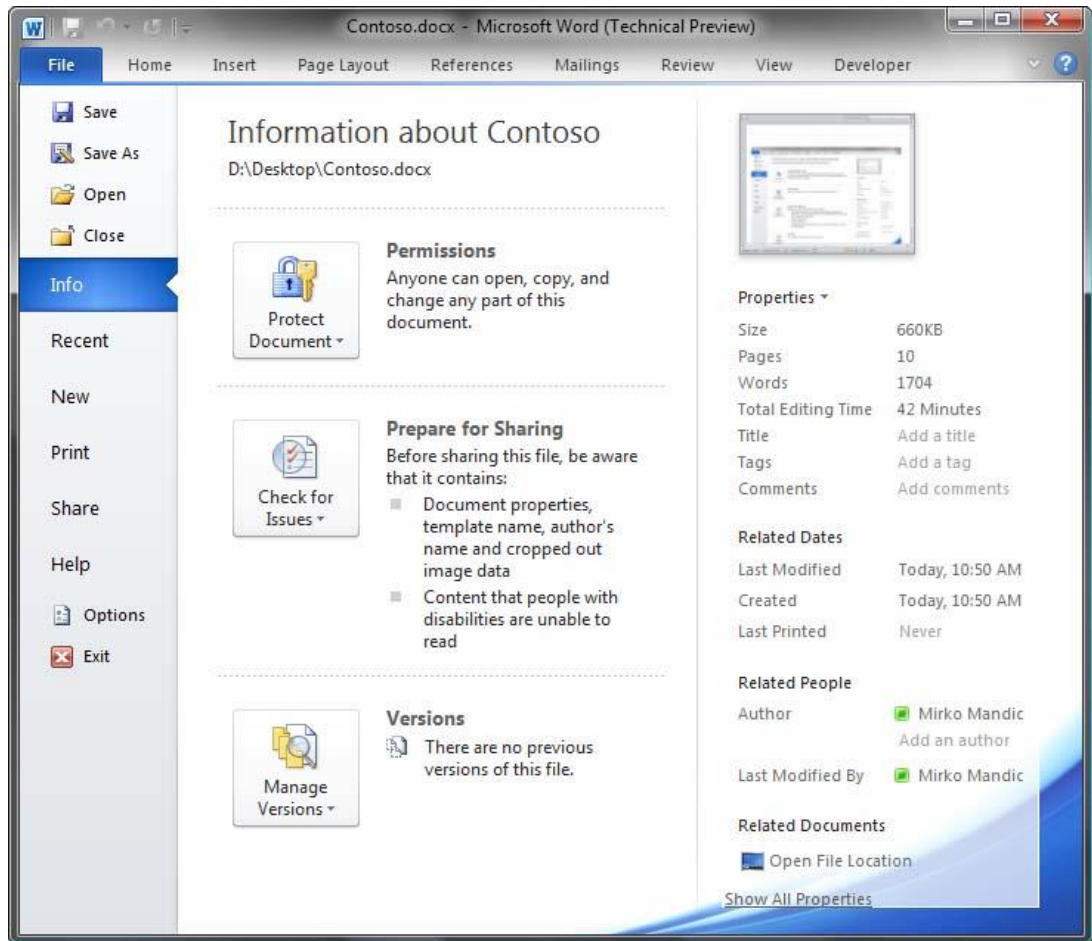 Contoso.docx - Microsoft Word (Technical Preview)
File Home Insert Page Layout References Mailings Review View Developer
Save
Save As
Open
Close
Info
Recent
New
Print
Share
Help
Options
Exit
Information about Contoso
D:\Desktop\Contoso.docx
Protect
Document
Permissions
Anyone can open, copy, and
change any part of this
document.
Check for
Issues
Prepare for Sharing
Before sharing this file, be aware
that it contains:
Document properties,
template name, author's
name and cropped out
image data
Content that people with
disabilities are unable to
read
Manage
Versions
Versions
There are no previous
versions of this file.
Properties
Size 660KB
Pages 10
Words 1704
Total Editing Time 42 Minutes
Title Add a title
Tags Add a tag
Comments Add comments
Related Dates
Last Modified Today, 10:50 AM
Created Today, 10:50 AM
Last Printed Never
Related People
Author Mirko Mandic
Add an author
Last Modified By Mirko Mandic
Related Documents
Open File Location
Show All Properties